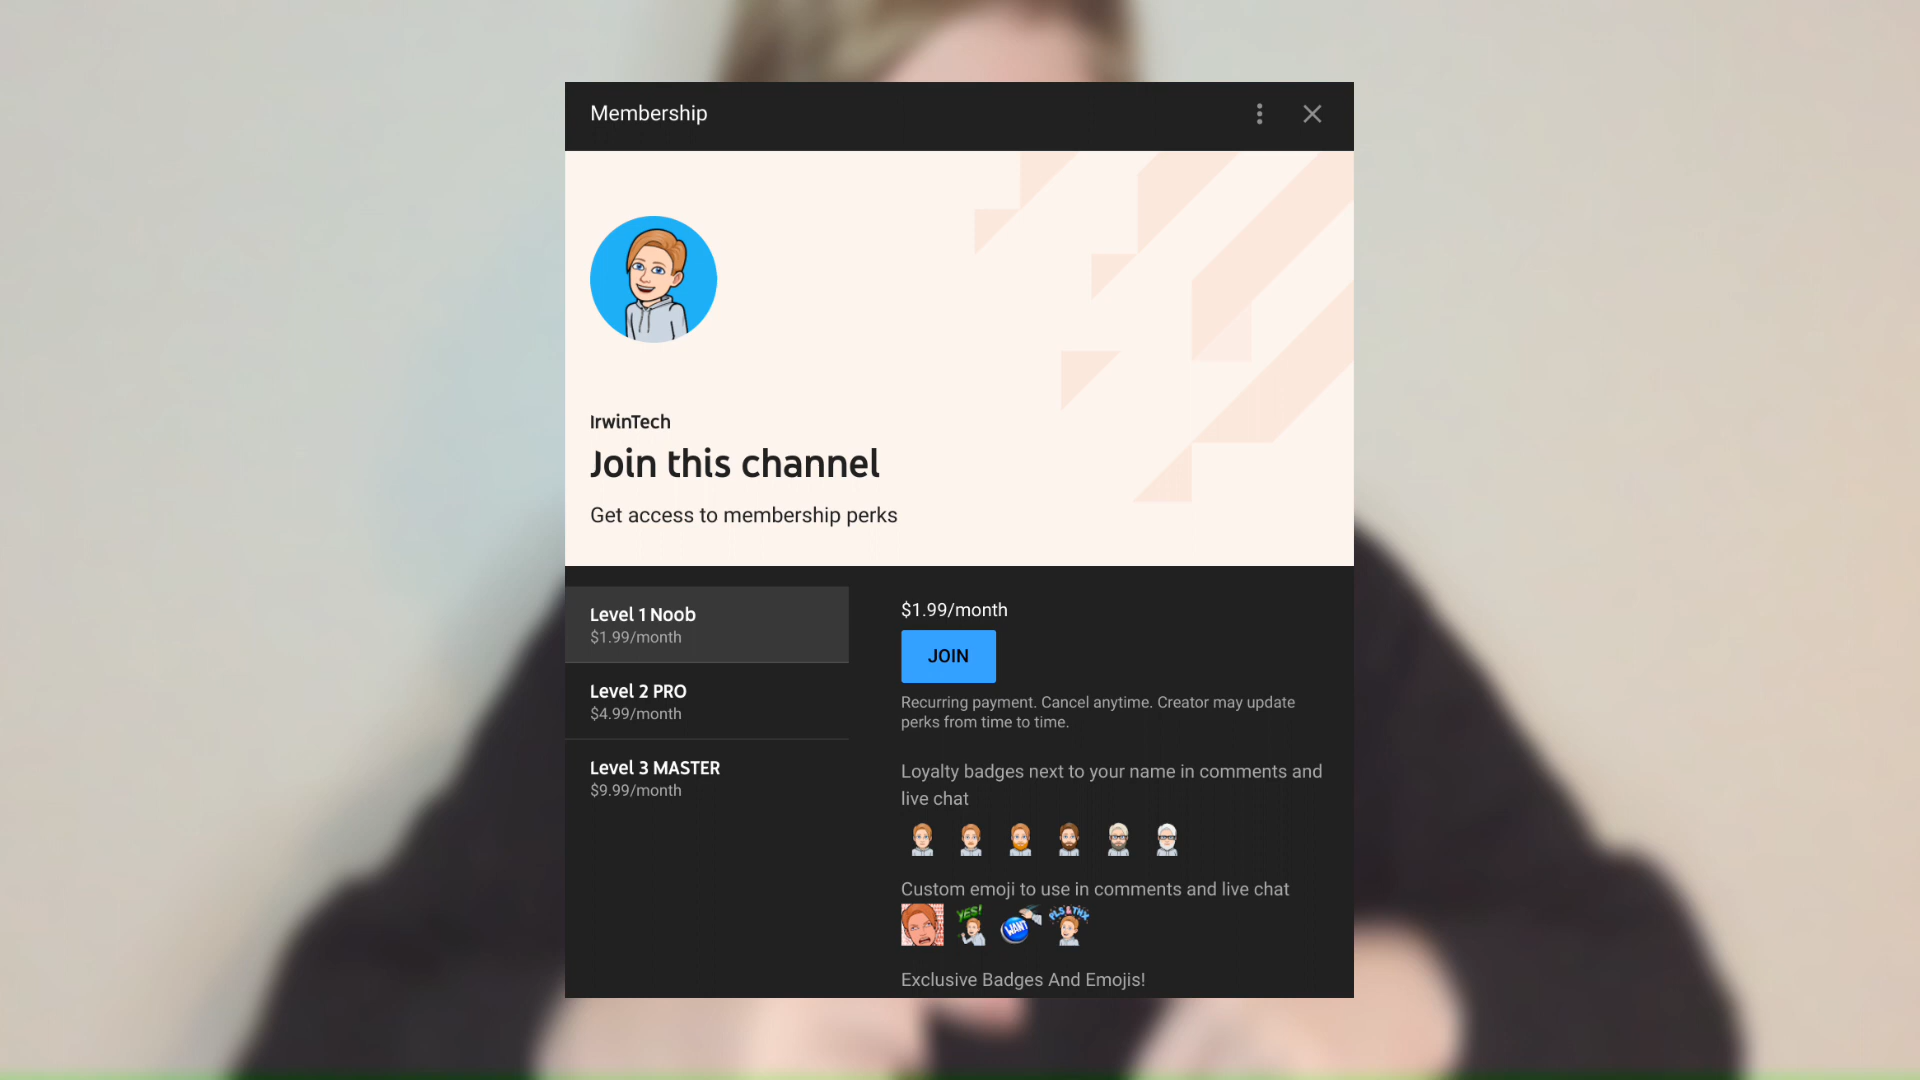 Membership
IrwinTech
Join this channel
Get access to membership perks
Level 1 Noob
$1.99/month
Level 2 PRO
$4.99/month
Level 3 MASTER
$9.99/month
$1.99/month
JOIN
Recurring payment. Cancel anytime. Creator may update
perks from time to time.
Loyalty badges next to your name in comments and
live chat
Custom emoji to use in comments and live chat
YES!
WANT
PLS & THX
Exclusive Badges And Emojis!